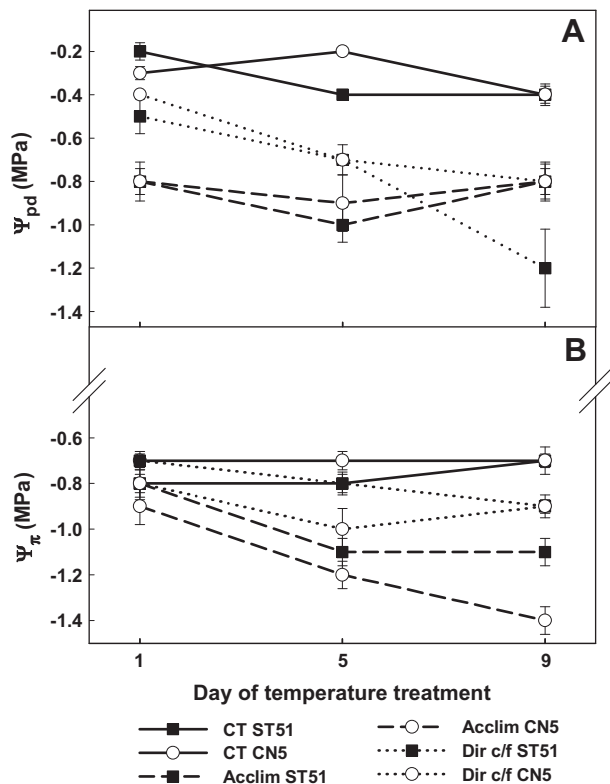 A
-0.2
-0.4
-0.6
-0.8
-1.0
-1.2
-1.4
Ψpd (MPa)
B
-0.6
-0.8
-1.0
-1.2
-1.4
Ψπ (MPa)
1 5 9
Day of temperature treatment
CT ST51
CT CN5
Acclim ST51
Acclim CN5
Dir c/f ST51
Dir c/f CN5